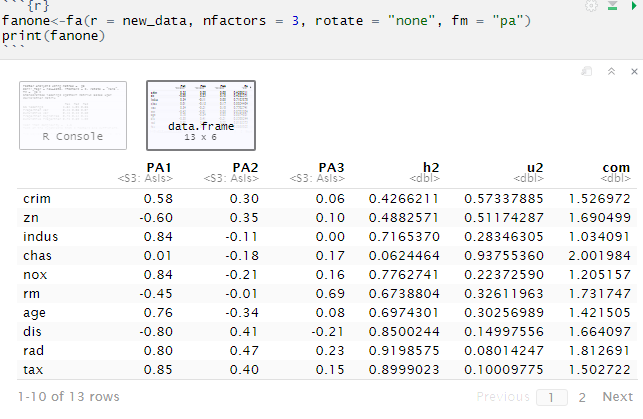 ```{r}
fanone<-fa(r = new_data, nfactors = 3, rotate = "none", fm = "pa")
print(fanone)
```
R Console
data.frame
13 x 6
PA1 PA2 PA3 h2 u2 com
<S3: AsIs> <S3: AsIs> <S3: AsIs> <dbl> <dbl> <dbl>
crim 0.58 0.30 0.06 0.4266211 0.57337885 1.526972
zn -0.60 0.35 0.10 0.4882571 0.51174287 1.690499
indus 0.84 -0.11 0.00 0.7165370 0.28346305 1.034091
chas 0.01 -0.18 0.17 0.0624464 0.93755360 2.001984
nox 0.84 -0.21 0.16 0.7762741 0.22372590 1.205157
rm -0.45 -0.01 0.69 0.6738804 0.32611963 1.731747
age 0.76 -0.34 0.08 0.6974301 0.30256989 1.421505
dis -0.80 0.41 -0.21 0.8500244 0.14997556 1.664097
rad 0.80 0.47 0.23 0.9198575 0.08014247 1.812691
tax 0.85 0.40 0.15 0.8999023 0.10009775 1.502722
1-10 of 13 rows Previous 1 2 Next